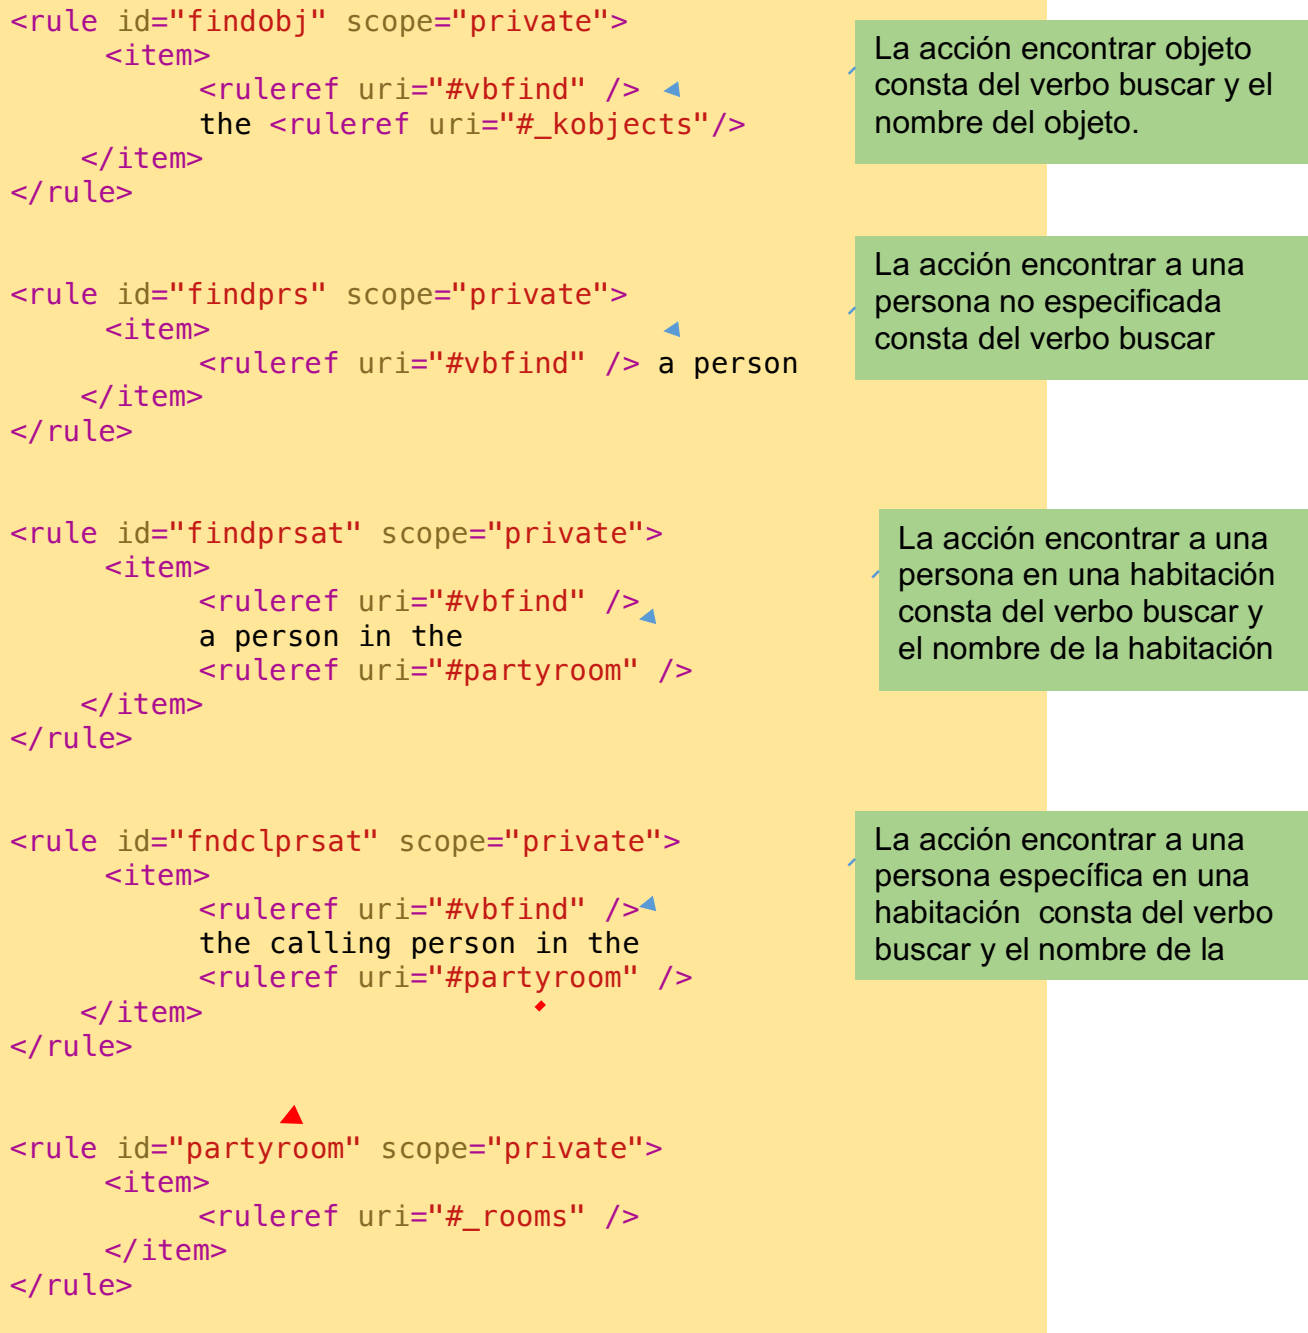 <rule id="findobj" scope="private">
<item>
<ruleref uri="#vbfind" />
the <ruleref uri="#_kobjects"/>
</item>
</rule>
La acción encontrar objeto
consta del verbo buscar y el
nombre del objeto.
<rule id="findprs" scope="private">
<item>
<ruleref uri="#vbfind" /> a person
</item>
</rule>
La acción encontrar a una
persona no especificada
consta del verbo buscar
<rule id="findprsat" scope="private">
<item>
<ruleref uri="#vbfind" />
a person in the
<ruleref uri="#partyroom" />
</item>
</rule>
La acción encontrar a una
persona en una habitación
consta del verbo buscar y
el nombre de la habitación
<rule id="fndclprsat" scope="private">
<item>
<ruleref uri="#vbfind" />
the calling person in the
<ruleref uri="#partyroom" />
</item>
</rule>
La acción encontrar a una
persona específica en una
habitación  consta del verbo
buscar y el nombre de la
<rule id="partyroom" scope="private">
<item>
<ruleref uri="#_rooms" />
</item>
</rule>